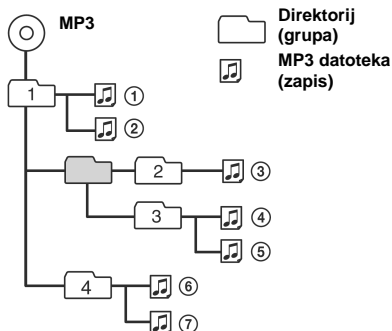 MP3
Direktorij
(grupa)
MP3 datoteka
(zapis)
1
①
②
2
③
3
④
⑤
4
⑥
⑦